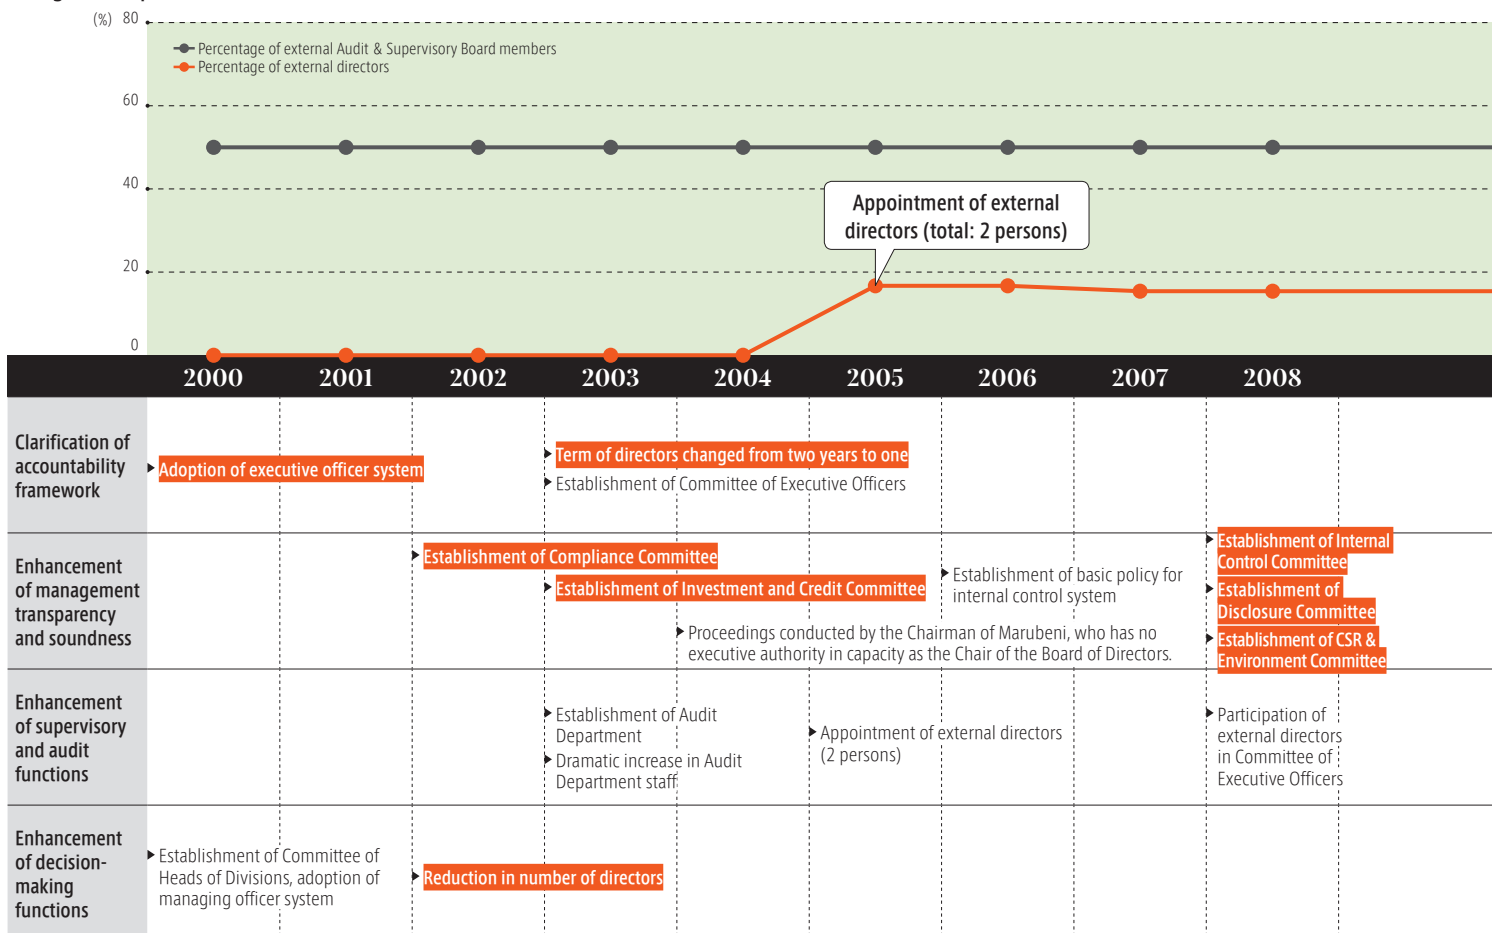 (%) 80
Percentage of external Audit & Supervisory Board members
Percentage of external directors
60
40
Appointment of external
directors (total: 2 persons)
20
0
2000 2001 2002 2003 2004 2005 2006 2007 2008
Clarification of
accountability
framework
Adoption of executive officer system
Term of directors changed from two years to one
Establishment of Committee of Executive Officers
Enhancement
of management
transparency
and soundness
Establishment of Compliance Committee
Establishment of Investment and Credit Committee
Proceedings conducted by the Chairman of Marubeni, who has no
executive authority in capacity as the Chair of the Board of Directors.
Establishment of basic policy for
internal control system
Establishment of Internal
Control Committee
Establishment of
Disclosure Committee
Establishment of CSR &
Environment Committee
Enhancement
of supervisory
and audit
functions
Establishment of Audit
Department
Dramatic increase in Audit
Department staff
Appointment of external directors
(2 persons)
Participation of
external directors
in Committee of
Executive Officers
Enhancement
of decision-
making
functions
Establishment of Committee of
Heads of Divisions, adoption of
managing officer system
Reduction in number of directors